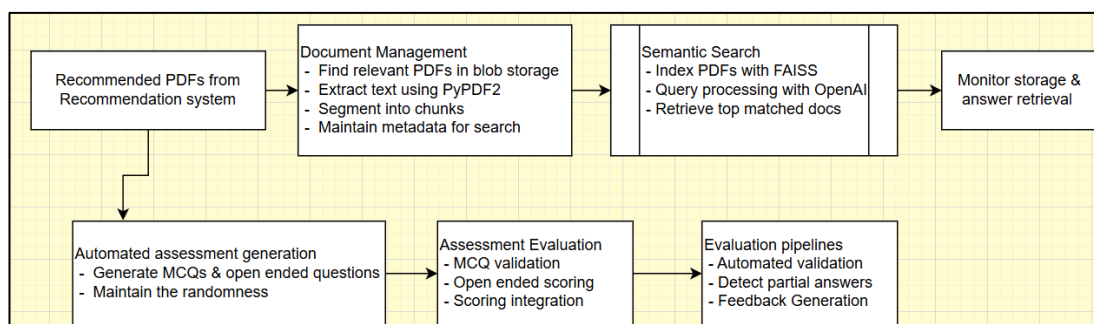 Recommended PDFs from
Recommendation system
Document Management
- Find relevant PDFs in blob storage
- Extract text using PyPDF2
- Segment into chunks
- Maintain metadata for search
Semantic Search
- Index PDFs with FAISS
- Query processing with OpenAI
- Retrieve top matched docs
Monitor storage &
answer retrieval
Automated assessment generation
- Generate MCQs & open ended questions
- Maintain the randomness
Assessment Evaluation
- MCQ validation
- Open ended scoring
- Scoring integration
Evaluation pipelines
- Automated validation
- Detect partial answers
- Feedback Generation